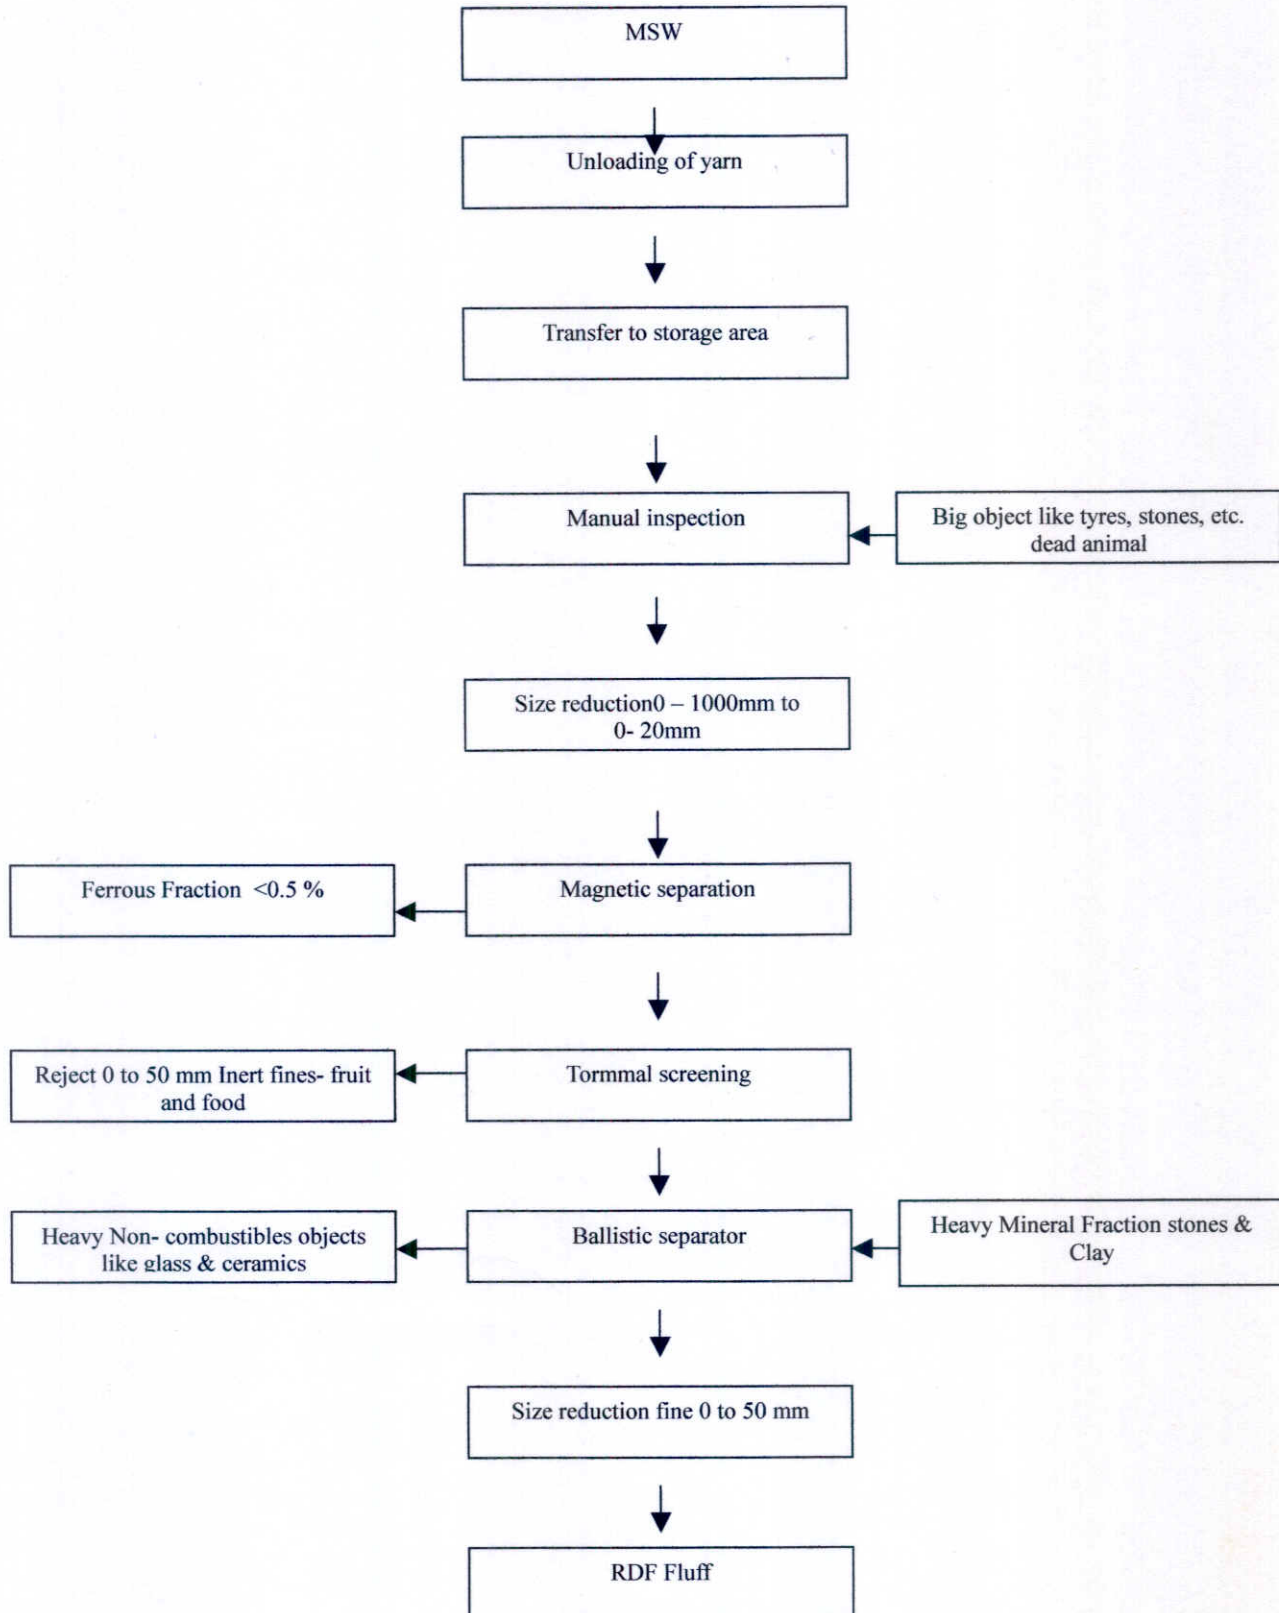 MSW
Unloading of yarn
Transfer to storage area
Manual inspection
Big object like tyres, stones, etc.
dead animal
Size reduction0 – 1000mm to
0- 20mm
Ferrous Fraction <0.5 %
Magnetic separation
Reject 0 to 50 mm Inert fines- fruit
and food
Tormmal screening
Heavy Non- combustibles objects
like glass & ceramics
Ballistic separator
Heavy Mineral Fraction stones &
Clay
Size reduction fine 0 to 50 mm
RDF Fluff